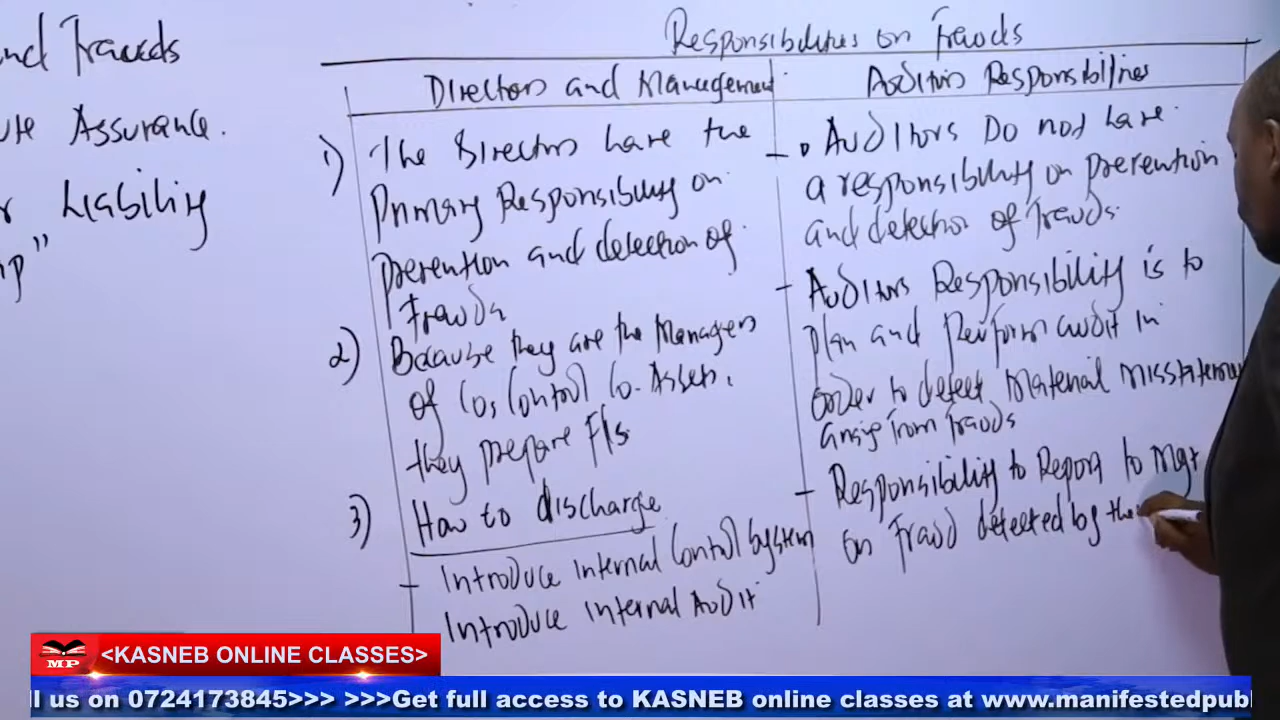 nd Frauds
ute Assurance.
r Liability
p"
Responsibilities on Frauds
Directors and Management
Auditors Responsibilities
1) The Directors have the
Primary Responsibility on
prevention and detection of
Frauds
2) Because they are the Managers
of Cos Control Co. Assets.
they prepare F/s.
3) How to discharge
- Introduce Internal Control System
Introduce Internal Audit
- Auditors Do not have
a responsibility on prevention
and detection of Frauds.
- Auditors Responsibility is to
plan and Perform audit in
order to detect Material Misstatement
arisig from frauds
- Responsibility to Report to Mgt
on Fraud detected by the
MP
<KASNEB ONLINE CLASSES>
ll us on 0724173845>>> >>>Get full access to KASNEB online classes at www.manifestedpubl